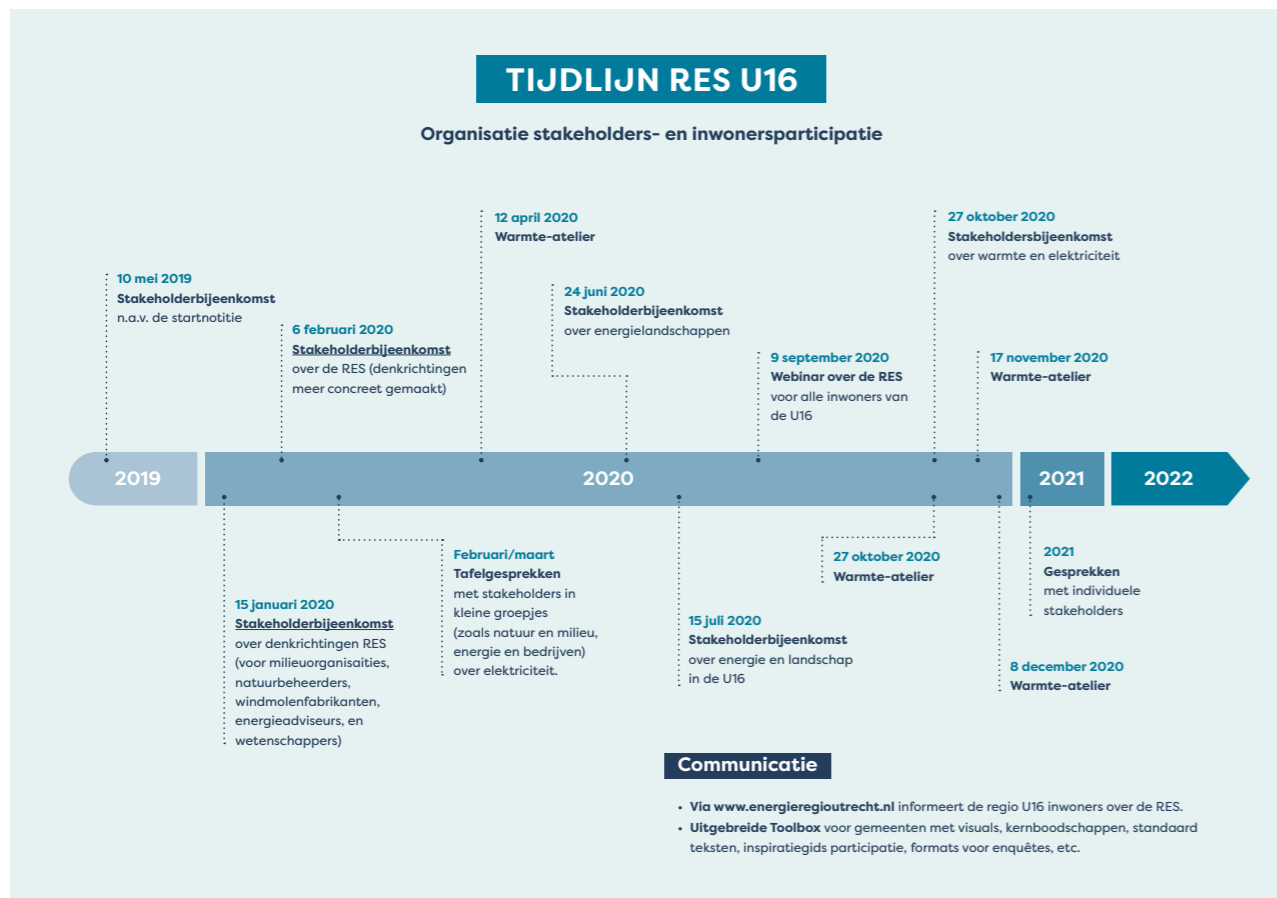 TIJDLIJN RES U16
Organisatie stakeholders- en inwonersparticipatie
10 mei 2019
Stakeholderbijeenkomst
n.a.v. de startnotitie
6 februari 2020
Stakeholderbijeenkomst
over de RES (denkrichtingen
meer concreet gemaakt)
12 april 2020
Warmte-atelier
24 juni 2020
Stakeholderbijeenkomst
over energielandschappen
9 september 2020
Webinar over de RES
voor alle inwoners van
de U16
27 oktober 2020
Stakeholdersbijeenkomst
over warmte en elektriciteit
17 november 2020
Warmte-atelier
2019
2020
2021
2022
15 januari 2020
Stakeholderbijeenkomst
over denkrichtingen RES
(voor milieuorganisaities,
natuurbeheerders,
windmolenfabrikanten,
energieadviseurs, en
wetenschappers)
Februari/maart
Tafelgesprekken
met stakeholders in
kleine groepjes
(zoals natuur en milieu,
energie en bedrijven)
over elektriciteit.
15 juli 2020
Stakeholderbijeenkomst
over energie en landschap
in de U16
27 oktober 2020
Warmte-atelier
2021
Gesprekken
met individuele
stakeholders
8 december 2020
Warmte-atelier
Communicatie
• Via www.energieregioutrecht.nl informeert de regio U16 inwoners over de RES.
• Uitgebreide Toolbox voor gemeenten met visuals, kernboodschappen, standaard
teksten, inspiratiegids participatie, formats voor enquêtes, etc.